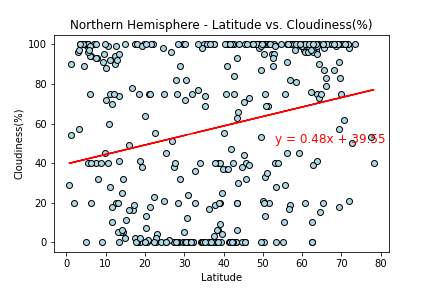 Northern Hemisphere - Latitude vs. Cloudiness(%)
100
80
60
40
20
0
Cloudiness(%)
y = 0.48x + 39.55
0 10 20 30 40 50 60 70 80
Latitude